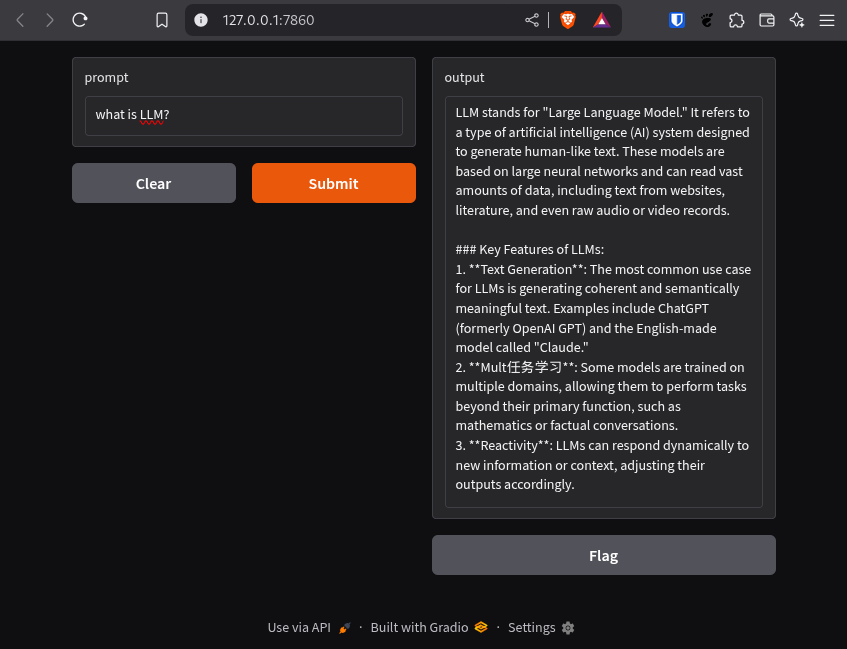 127.0.0.1:7860
prompt
what is LLM?
Clear
Submit
output
LLM stands for "Large Language Model." It refers to
a type of artificial intelligence (AI) system designed
to generate human-like text. These models are
based on large neural networks and can read vast
amounts of data, including text from websites,
literature, and even raw audio or video records.
### Key Features of LLMs:
1. **Text Generation**: The most common use case
for LLMs is generating coherent and semantically
meaningful text. Examples include ChatGPT
(formerly OpenAI GPT) and the English-made
model called "Claude."
2. **Mult任务学习**: Some models are trained on
multiple domains, allowing them to perform tasks
beyond their primary function, such as
mathematics or factual conversations.
3. **Reactivity**: LLMs can respond dynamically to
new information or context, adjusting their
outputs accordingly.
Flag
Use via API · Built with Gradio · Settings